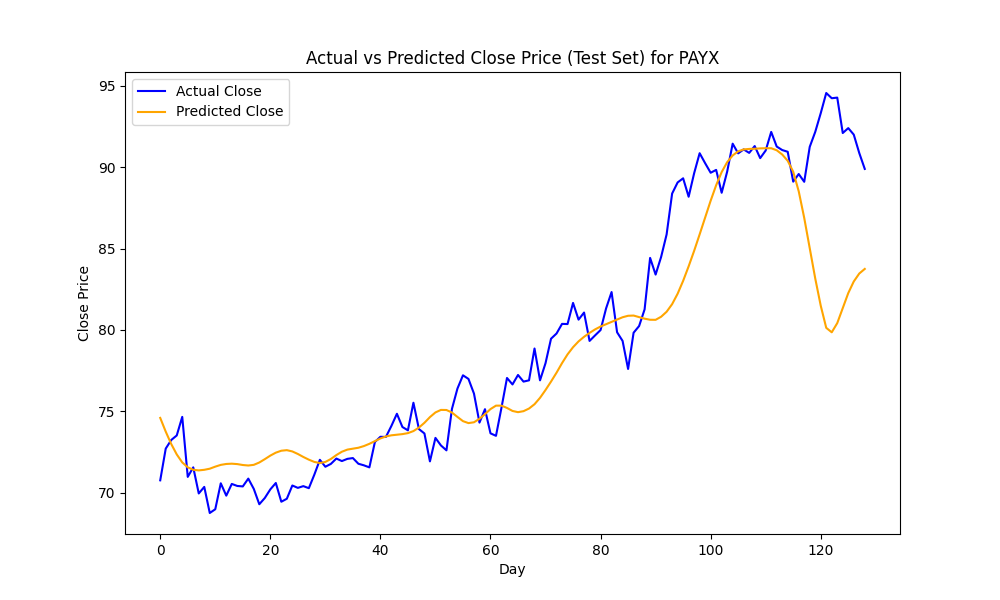 Actual vs Predicted Close Price (Test Set) for PAYX
Actual Close
Predicted Close
95
90
85
80
75
70
Close Price
0 20 40 60 80 100 120
Day